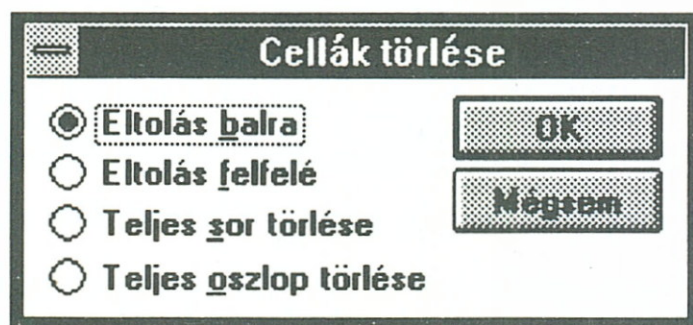 Cellák törlése
Eltolás balra
OK
Eltolás felfelé
Mégsem
Teljes sor törlése
Teljes oszlop törlése